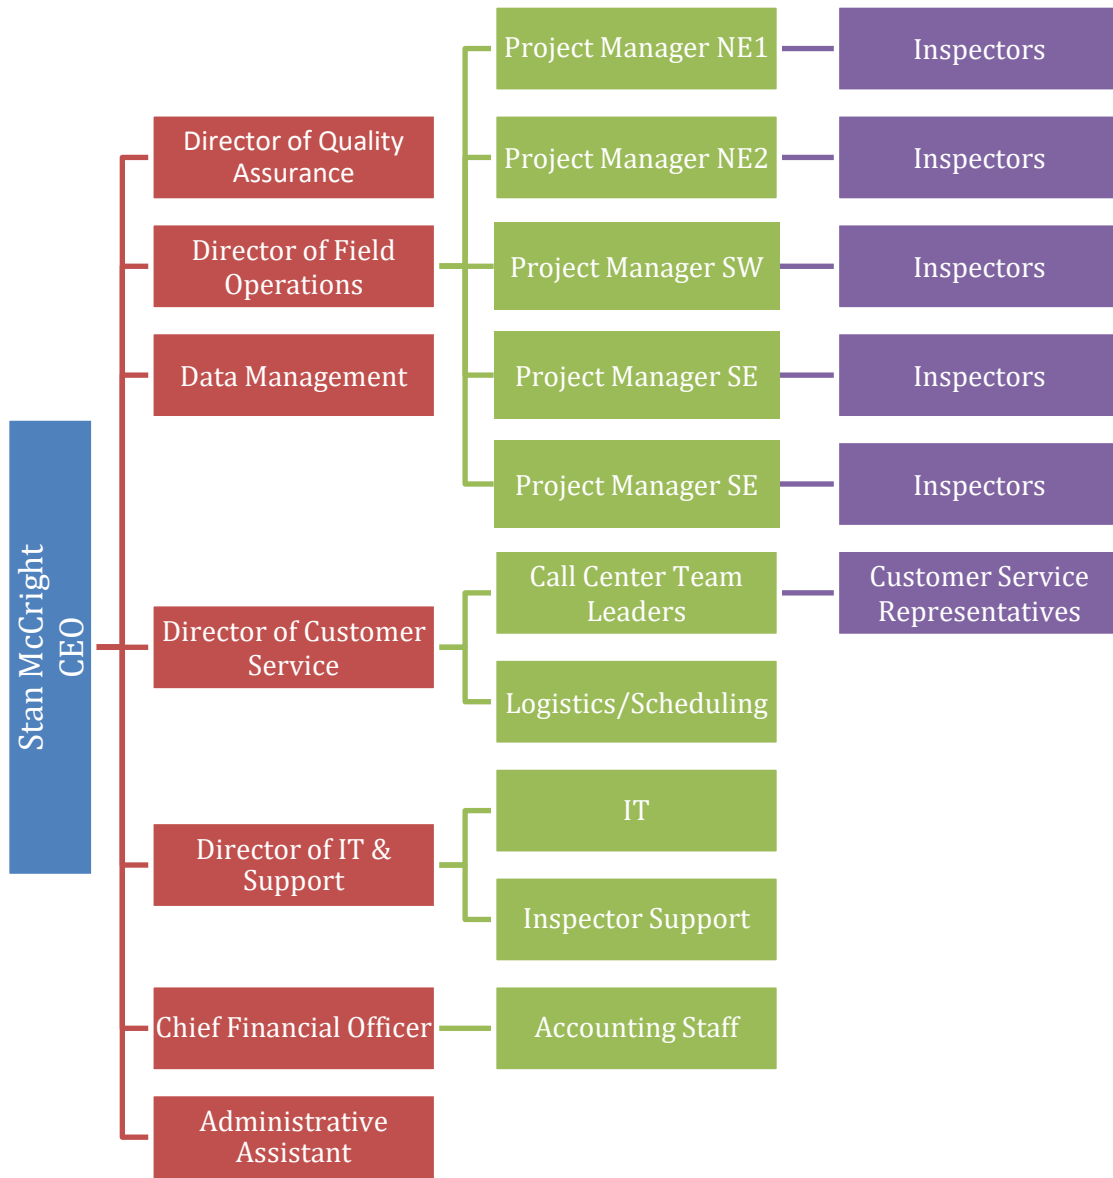 Stan McCright
CEO
Director of Quality
Assurance
Director of Field
Operations
Project Manager NE1
Inspectors
Project Manager NE2
Inspectors
Project Manager SW
Inspectors
Project Manager SE
Inspectors
Project Manager SE
Inspectors
Data Management
Director of Customer
Service
Call Center Team
Leaders
Customer Service
Representatives
Logistics/Scheduling
Director of IT &
Support
IT
Inspector Support
Chief Financial Officer
Accounting Staff
Administrative
Assistant